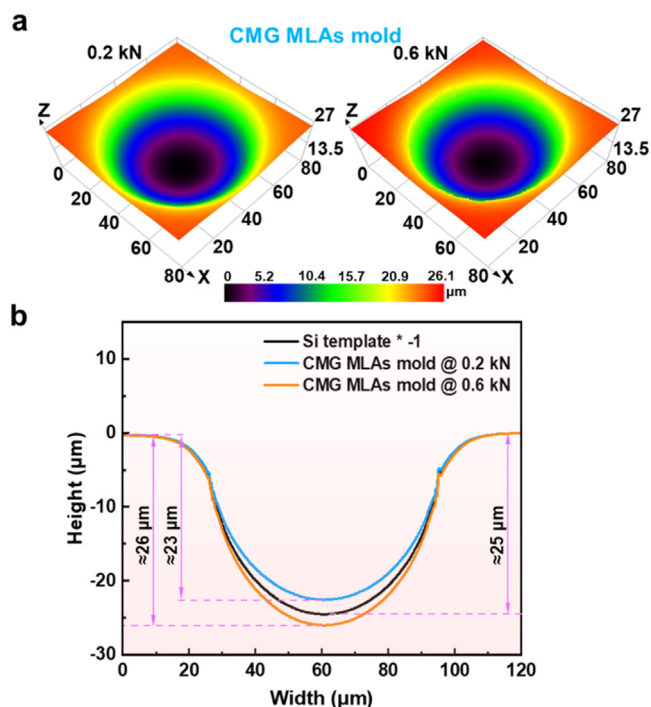 a
CMG MLAs mold
0.2 kN
0.6 kN
Z
27
13.5
80
60
40
20
0
20
40
60
80
X
Z
27
13.5
80
60
40
20
0
20
40
60
80
X
0 5.2 10.4 15.7 20.9 26.1
µm
b
Si template * -1
CMG MLAs mold @ 0.2 kN
CMG MLAs mold @ 0.6 kN
Height (µm)
10
0
-10
-20
-30
≈26 µm
≈23 µm
≈25 µm
0 20 40 60 80 100 120
Width (µm)